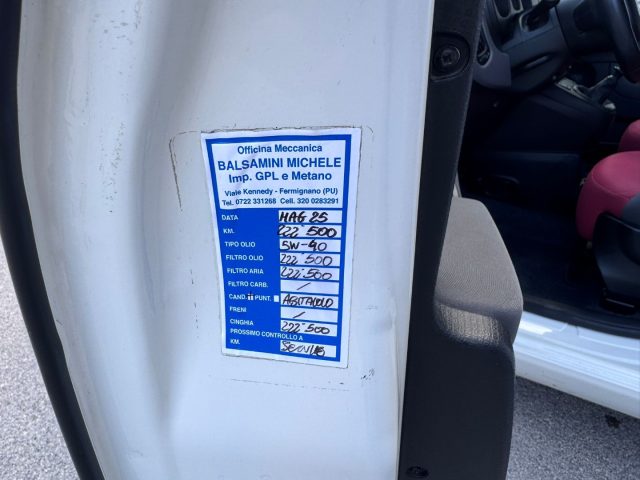 Officina Meccanica
BALSAMINI MICHELE
Imp. GPL e Metano
Viale Kennedy - Fermignano (PU)
Tel. 0722 331268 Cell. 320 0283291
DATA MAG 25
KM. 222'500
TIPO OLIO 5W-40
FILTRO OLIO 222'500
FILTRO ARIA 222'500
FILTRO CARB. /
CAND. PUNT.
FRENI /
CINGHIA 222'500
PROSSIMO CONTROLLO A
KM.